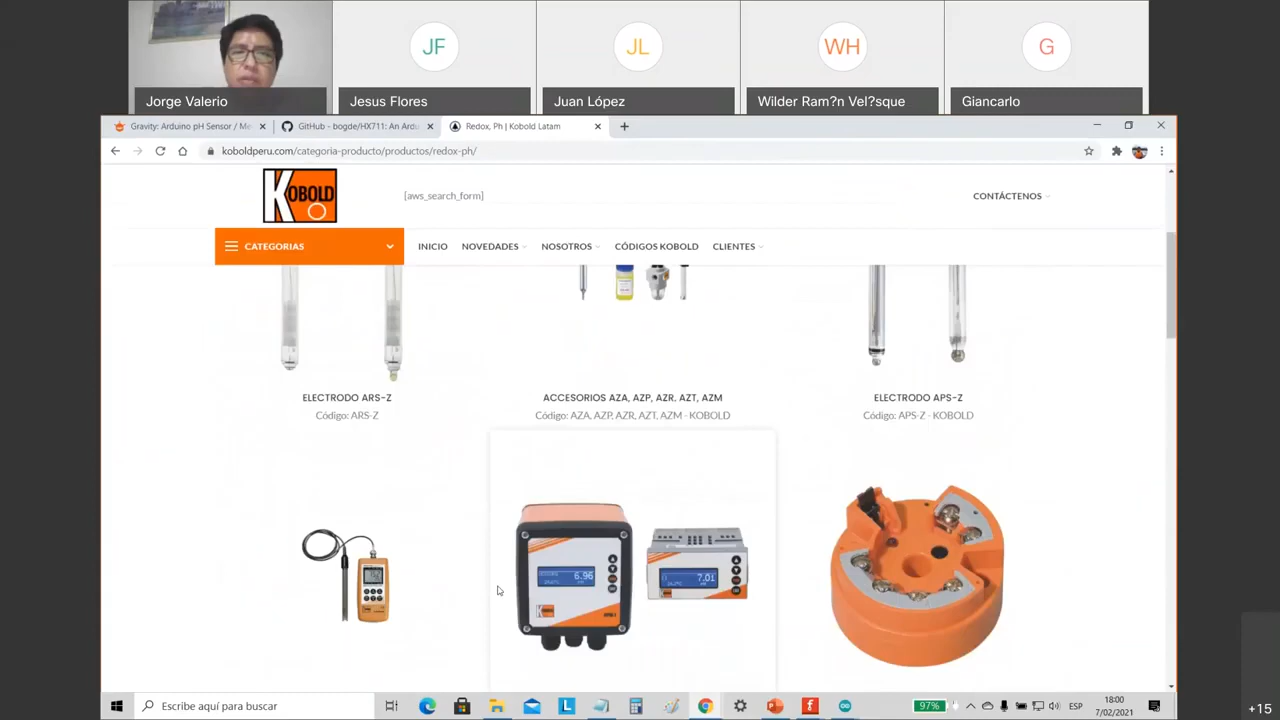 JF
JL
WH
G
Jorge Valerio
Jesus Flores
Juan López
Wilder Ram?n Vel?sque
Giancarlo
Gravity: Arduino pH Sensor / Me
GitHub - bogde/HX711: An Ardu
Redox, Ph | Kobold Latam
koboldperu.com/categoria-producto/productos/redox-ph/
KOBOLD
[aws_search_form]
CONTÁCTENOS
CATEGORIAS
INICIO
NOVEDADES
NOSOTROS
CÓDIGOS KOBOLD
CLIENTES
ELECTRODO ARS-Z
Código: ARS-Z
ACCESORIOS AZA, AZP, AZR, AZT, AZM
Código: AZA, AZP, AZR, AZT, AZM - KOBOLD
ELECTRODO APS-Z
Código: APS-Z - KOBOLD
6.96
7.01
Escribe aquí para buscar
97%
ESP
18:00
7/02/2021
+15